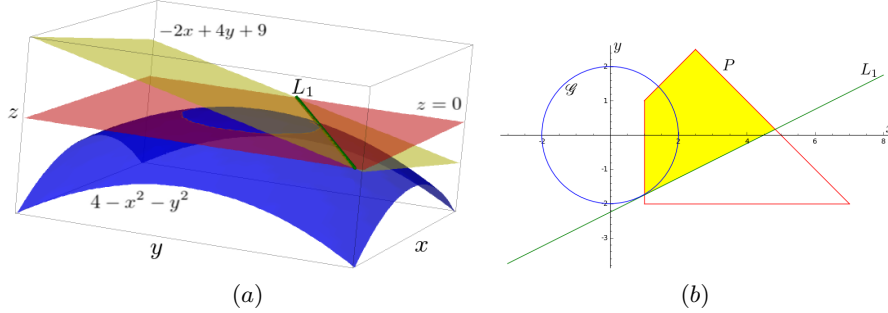 −2x + 4y + 9
L₁
z = 0
z
4 − x² − y²
y
x
(a)
y
𝒢
P
L₁
2
1
-2
2
4
6
8
-1
-2
-3
(b)